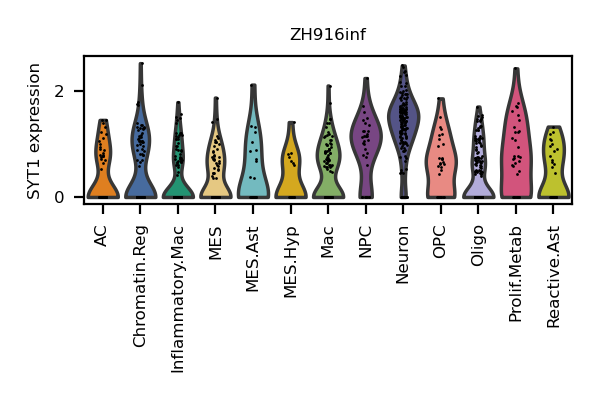 ZH916inf
SYT1 expression
2
0
AC
Chromatin.Reg
Inflammatory.Mac
MES
MES.Ast
MES.Hyp
Mac
NPC
Neuron
OPC
Oligo
Prolif.Metab
Reactive.Ast